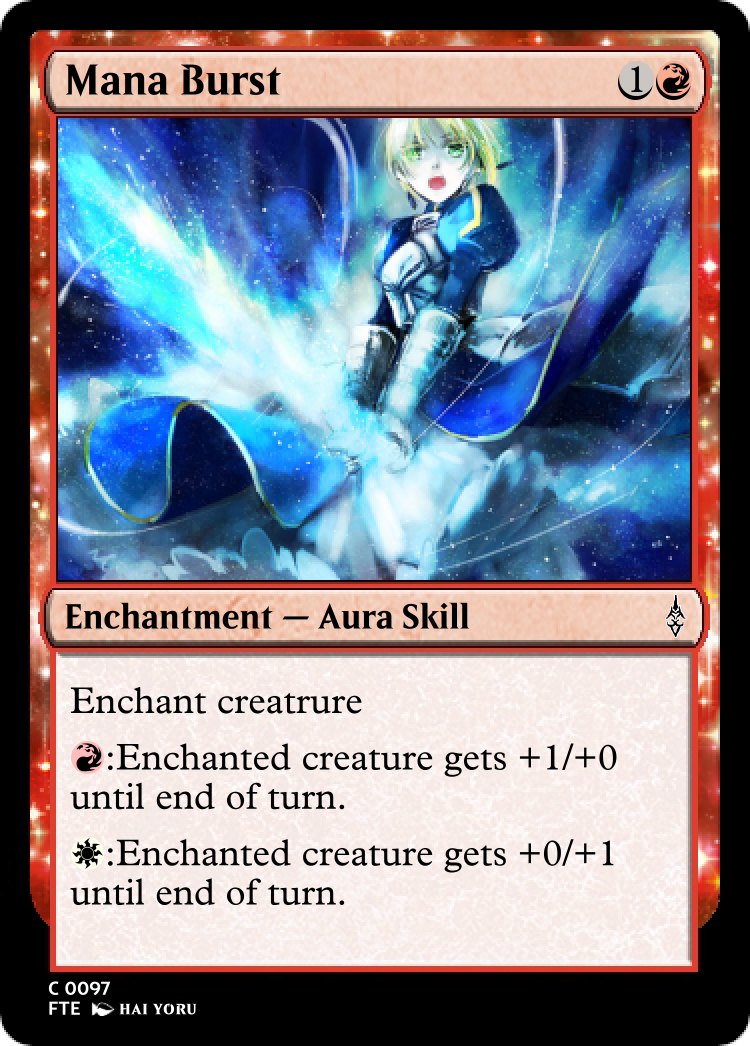 Mana Burst 1
Enchantment — Aura Skill
Enchant creatrure
:Enchanted creature gets +1/+0
until end of turn.
:Enchanted creature gets +0/+1
until end of turn.
C 0097
FTE HAI YORU